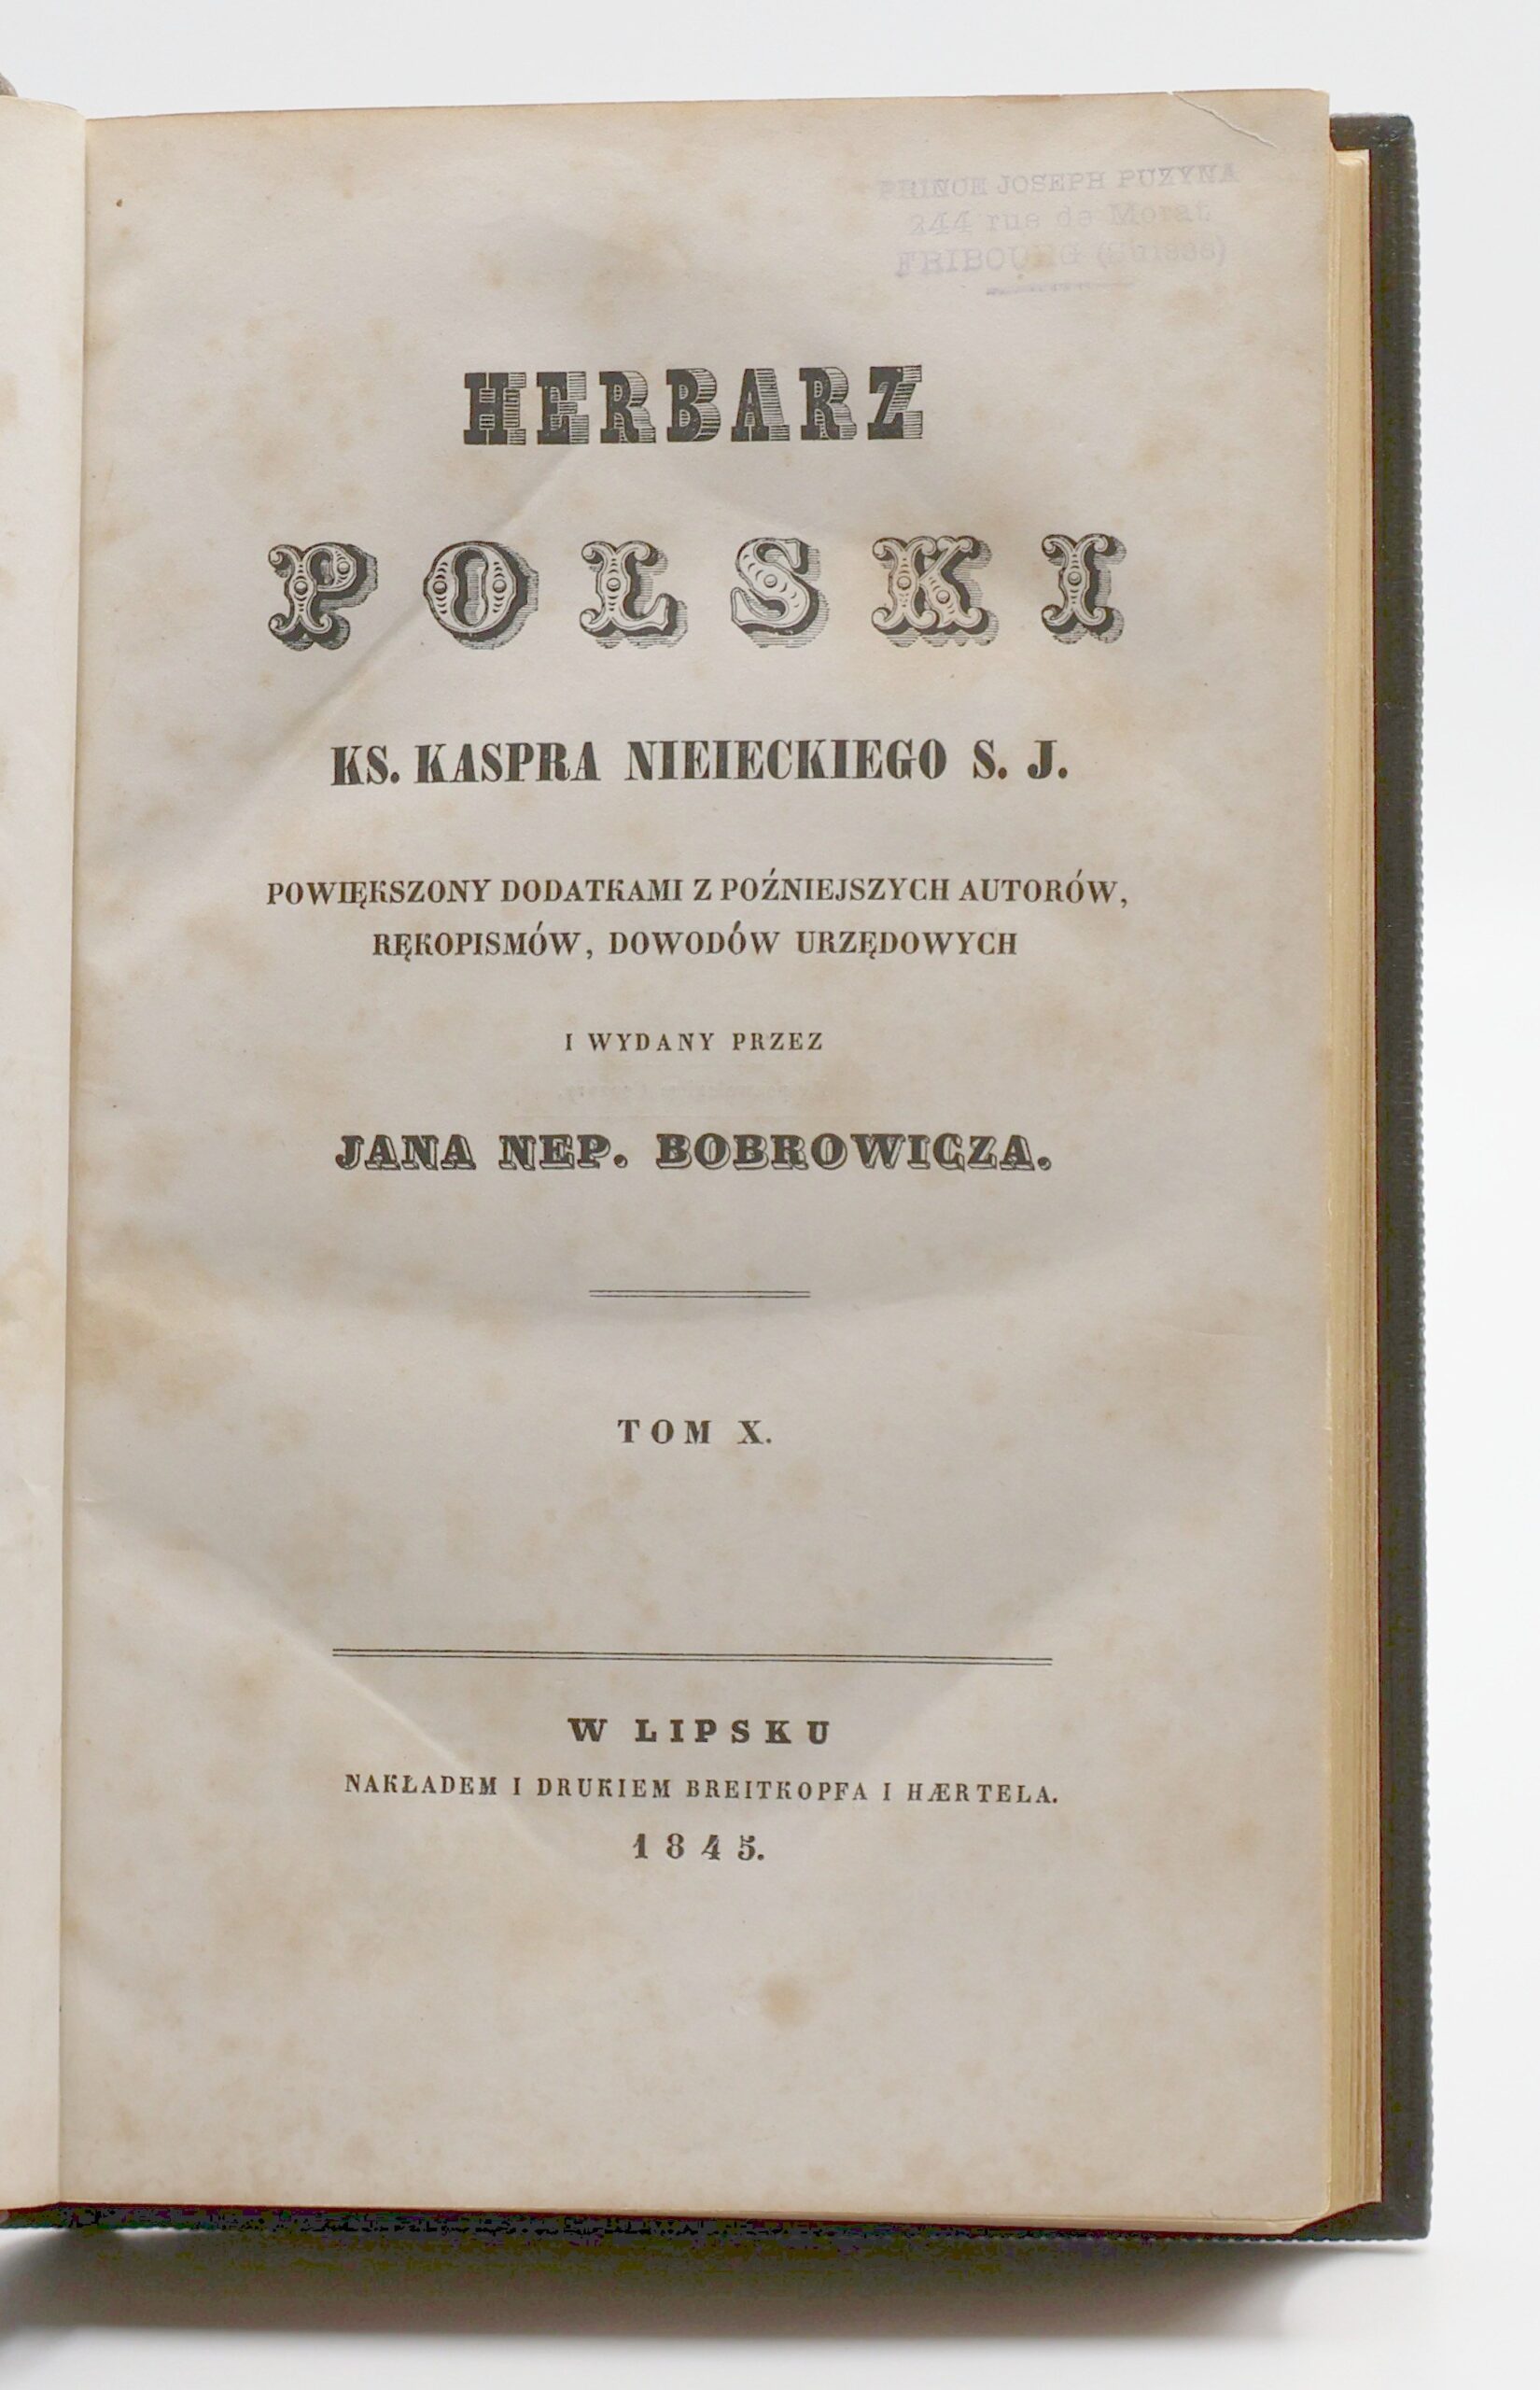 PRINCE JOSEPH PUZYNA
244 rue de Morat
FRIBOURG (Suisse)
HERBARZ
POLSKI
KS. KASPRA NIEIECKIEGO S. J.
POWIĘKSZONY DODATKAMI Z POŹNIEJSZYCH AUTORÓW,
RĘKOPISMÓW, DOWODÓW URZĘDOWYCH
I WYDANY PRZEZ
JANA NEP. BOBROWICZA.
TOM X.
W LIPSKU
NAKŁADEM I DRUKIEM BREITKOPFA I HÆRTELA.
1845.